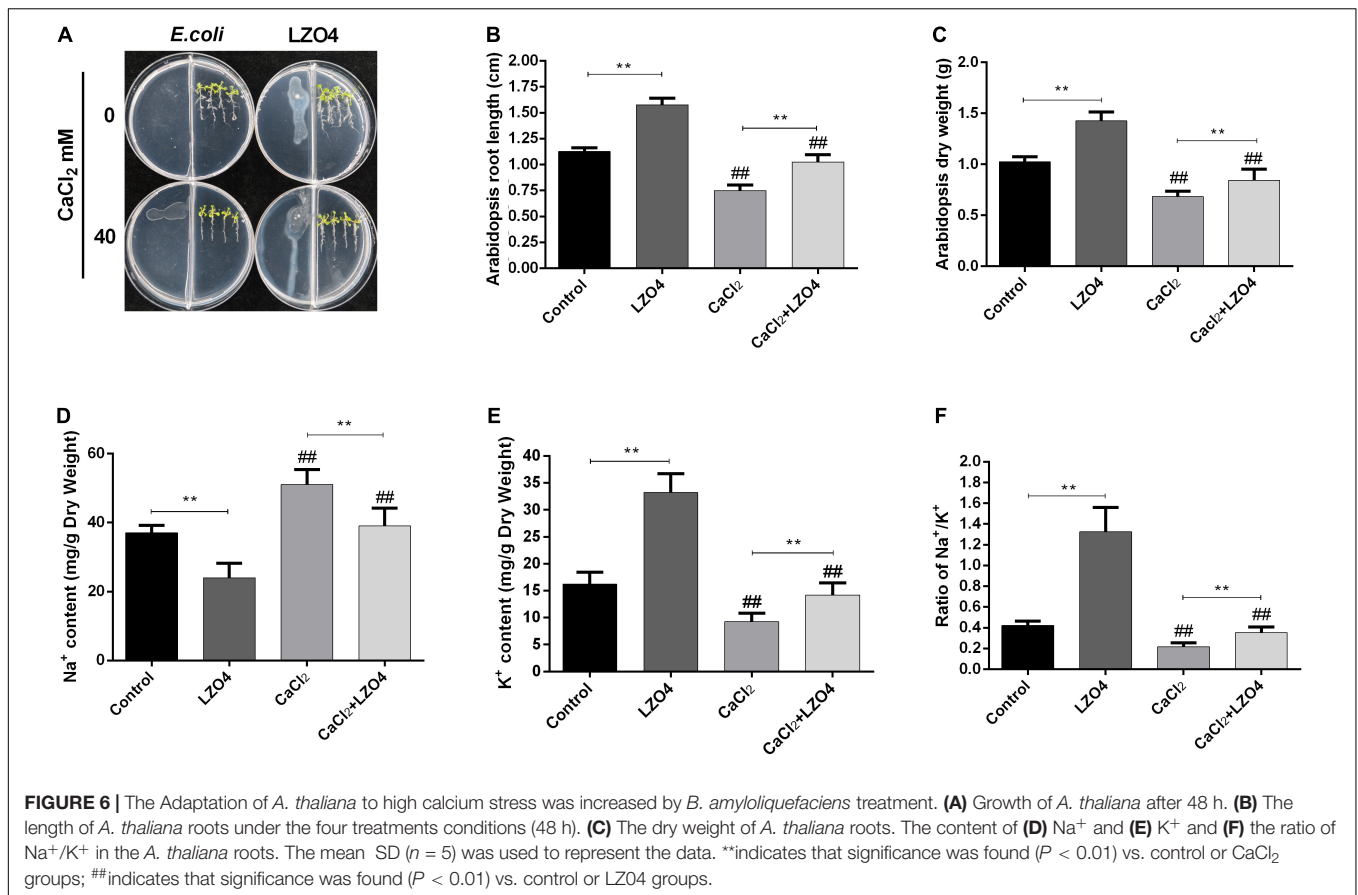 A
E.coli LZO4
CaCl₂ mM
0
40
B
Arabidopsis root length (cm)
2.00
1.75
1.50
1.25
1.00
0.75
0.50
0.25
0.00
**
**
##
##
Control
LZO4
CaCl₂
CaCl₂+LZO4
C
Arabidopsis dry weight (g)
2.0
1.5
1.0
0.5
0.0
**
**
##
##
Control
LZO4
CaCl₂
Cacl₂+LZO4
D
Na⁺ content (mg/g Dry Weight)
60
40
20
0
**
**
##
##
Control
LZO4
CaCl₂
CaCl₂+LZO4
E
K⁺ content (mg/g Dry Weight)
40
35
30
25
20
15
10
5
0
**
**
##
##
Control
LZO4
CaCl₂
CaCl₂+LZO4
F
Ratio of Na⁺/K⁺
2.0
1.8
1.6
1.4
1.2
1.0
0.8
0.6
0.4
0.2
0.0
**
**
##
##
Control
LZO4
CaCl₂
CaCl₂+LZO4
FIGURE 6 | The Adaptation of A. thaliana to high calcium stress was increased by B. amyloliquefaciens treatment. (A) Growth of A. thaliana after 48 h. (B) The
length of A. thaliana roots under the four treatments conditions (48 h). (C) The dry weight of A. thaliana roots. The content of (D) Na⁺ and (E) K⁺ and (F) the ratio of
Na⁺/K⁺ in the A. thaliana roots. The mean SD (n = 5) was used to represent the data. **indicates that significance was found (P < 0.01) vs. control or CaCl₂
groups; ##indicates that significance was found (P < 0.01) vs. control or LZ04 groups.